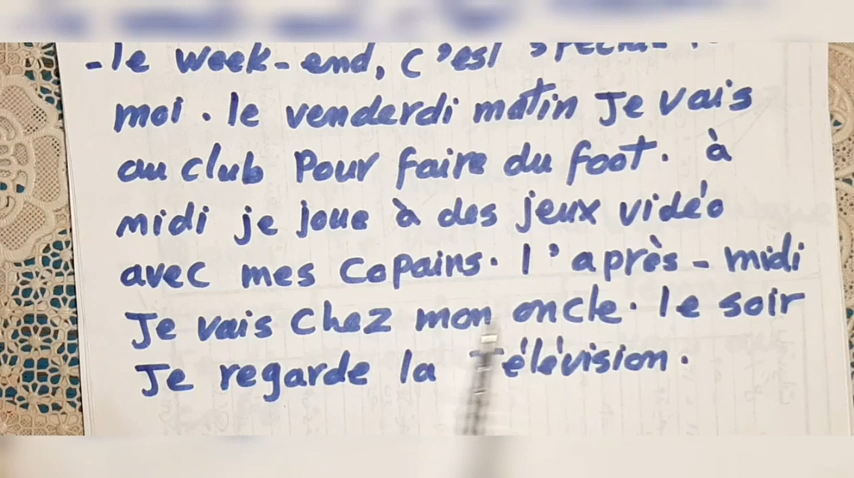 -le week-end, c'est
moi. le venderdi matin Je vais
au club Pour faire du foot. à
midi je joue à des jeux vidéo
avec mes copains. l'après-midi
Je vais chez mon oncle. le soir
Je regarde la Télévision.